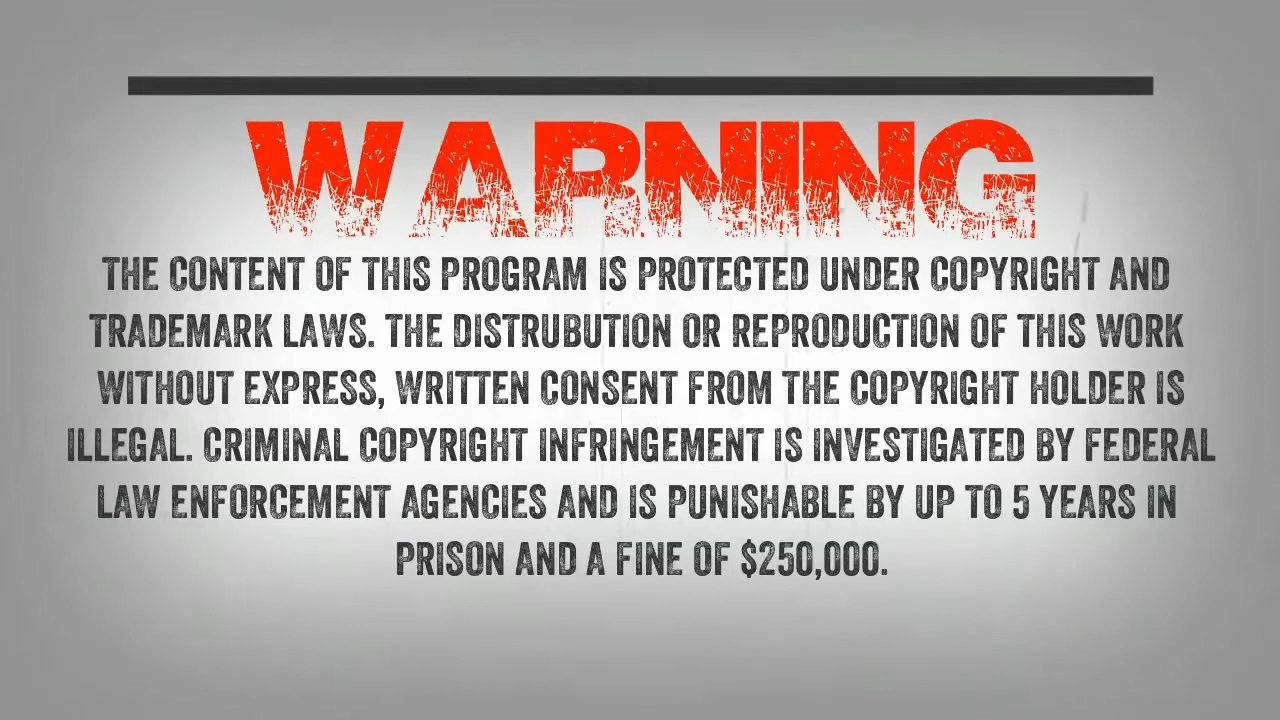 WARNING
THE CONTENT OF THIS PROGRAM IS PROTECTED UNDER COPYRIGHT AND
TRADEMARK LAWS. THE DISTRUBUTION OR REPRODUCTION OF THIS WORK
WITHOUT EXPRESS, WRITTEN CONSENT FROM THE COPYRIGHT HOLDER IS
ILLEGAL. CRIMINAL COPYRIGHT INFRINGEMENT IS INVESTIGATED BY FEDERAL
LAW ENFORCEMENT AGENCIES AND IS PUNISHABLE BY UP TO 5 YEARS IN
PRISON AND A FINE OF $250,000.